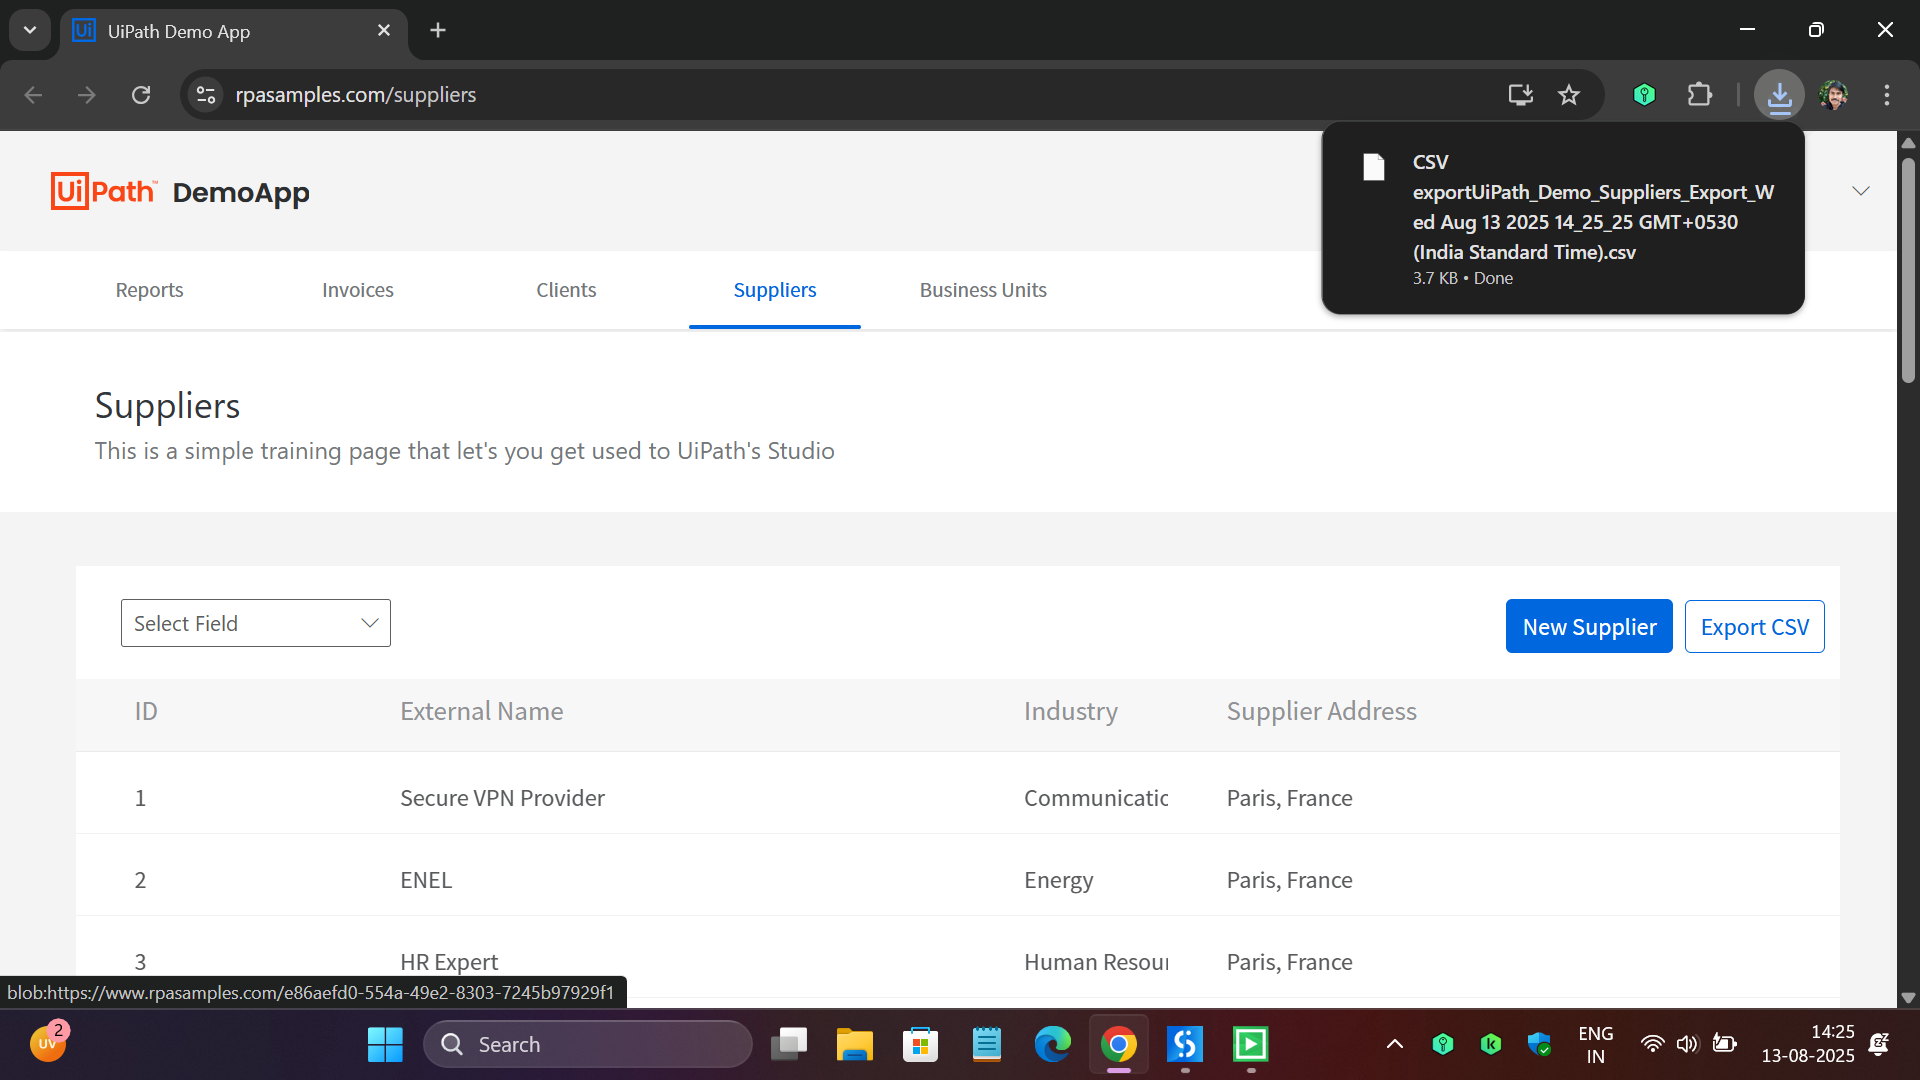 UiPath Demo App
rpasamples.com/suppliers
UiPath™ DemoApp
CSV
exportUiPath_Demo_Suppliers_Export_W
ed Aug 13 2025 14_25_25 GMT+0530
(India Standard Time).csv
3.7 KB • Done
Reports Invoices Clients Suppliers Business Units
Suppliers
This is a simple training page that let's you get used to UiPath's Studio
Select Field
New Supplier Export CSV
ID External Name Industry Supplier Address
1 Secure VPN Provider Communicatic Paris, France
2 ENEL Energy Paris, France
3 HR Expert Human Resour Paris, France
blob:https://www.rpasamples.com/e86aefd0-554a-49e2-8303-7245b97929f1
UV 2
Search
ENG
IN
14:25
13-08-2025